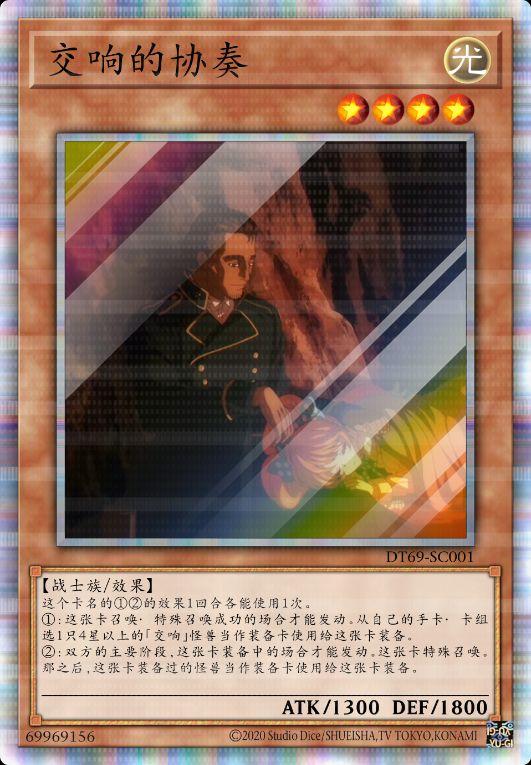 交响的协奏
光
DT69-SC001
【战士族/效果】
这个卡名的①②的效果1回合各能使用1次。
①:这张卡召唤·特殊召唤成功的场合才能发动。从自己的手卡·卡组
选1只4星以上的「交响」怪兽当作装备卡使用给这张卡装备。
②:双方的主要阶段,这张卡装备中的场合才能发动。这张卡特殊召唤。
那之后,这张卡装备过的怪兽当作装备卡使用给这张卡装备。
ATK/1300 DEF/1800
69969156
©2020 Studio Dice/SHUEISHA,TV TOKYO,KONAMI